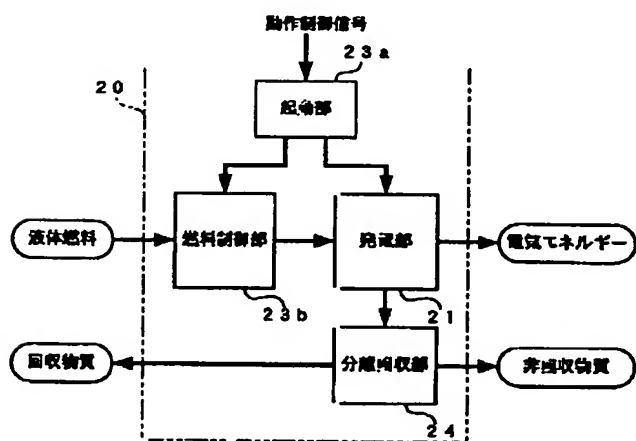 動作制御信号
23a
20
起動部
液体燃料
燃料制御部
発電部
電気エネルギー
23b
21
回収物質
分離回収部
非回収物質
24